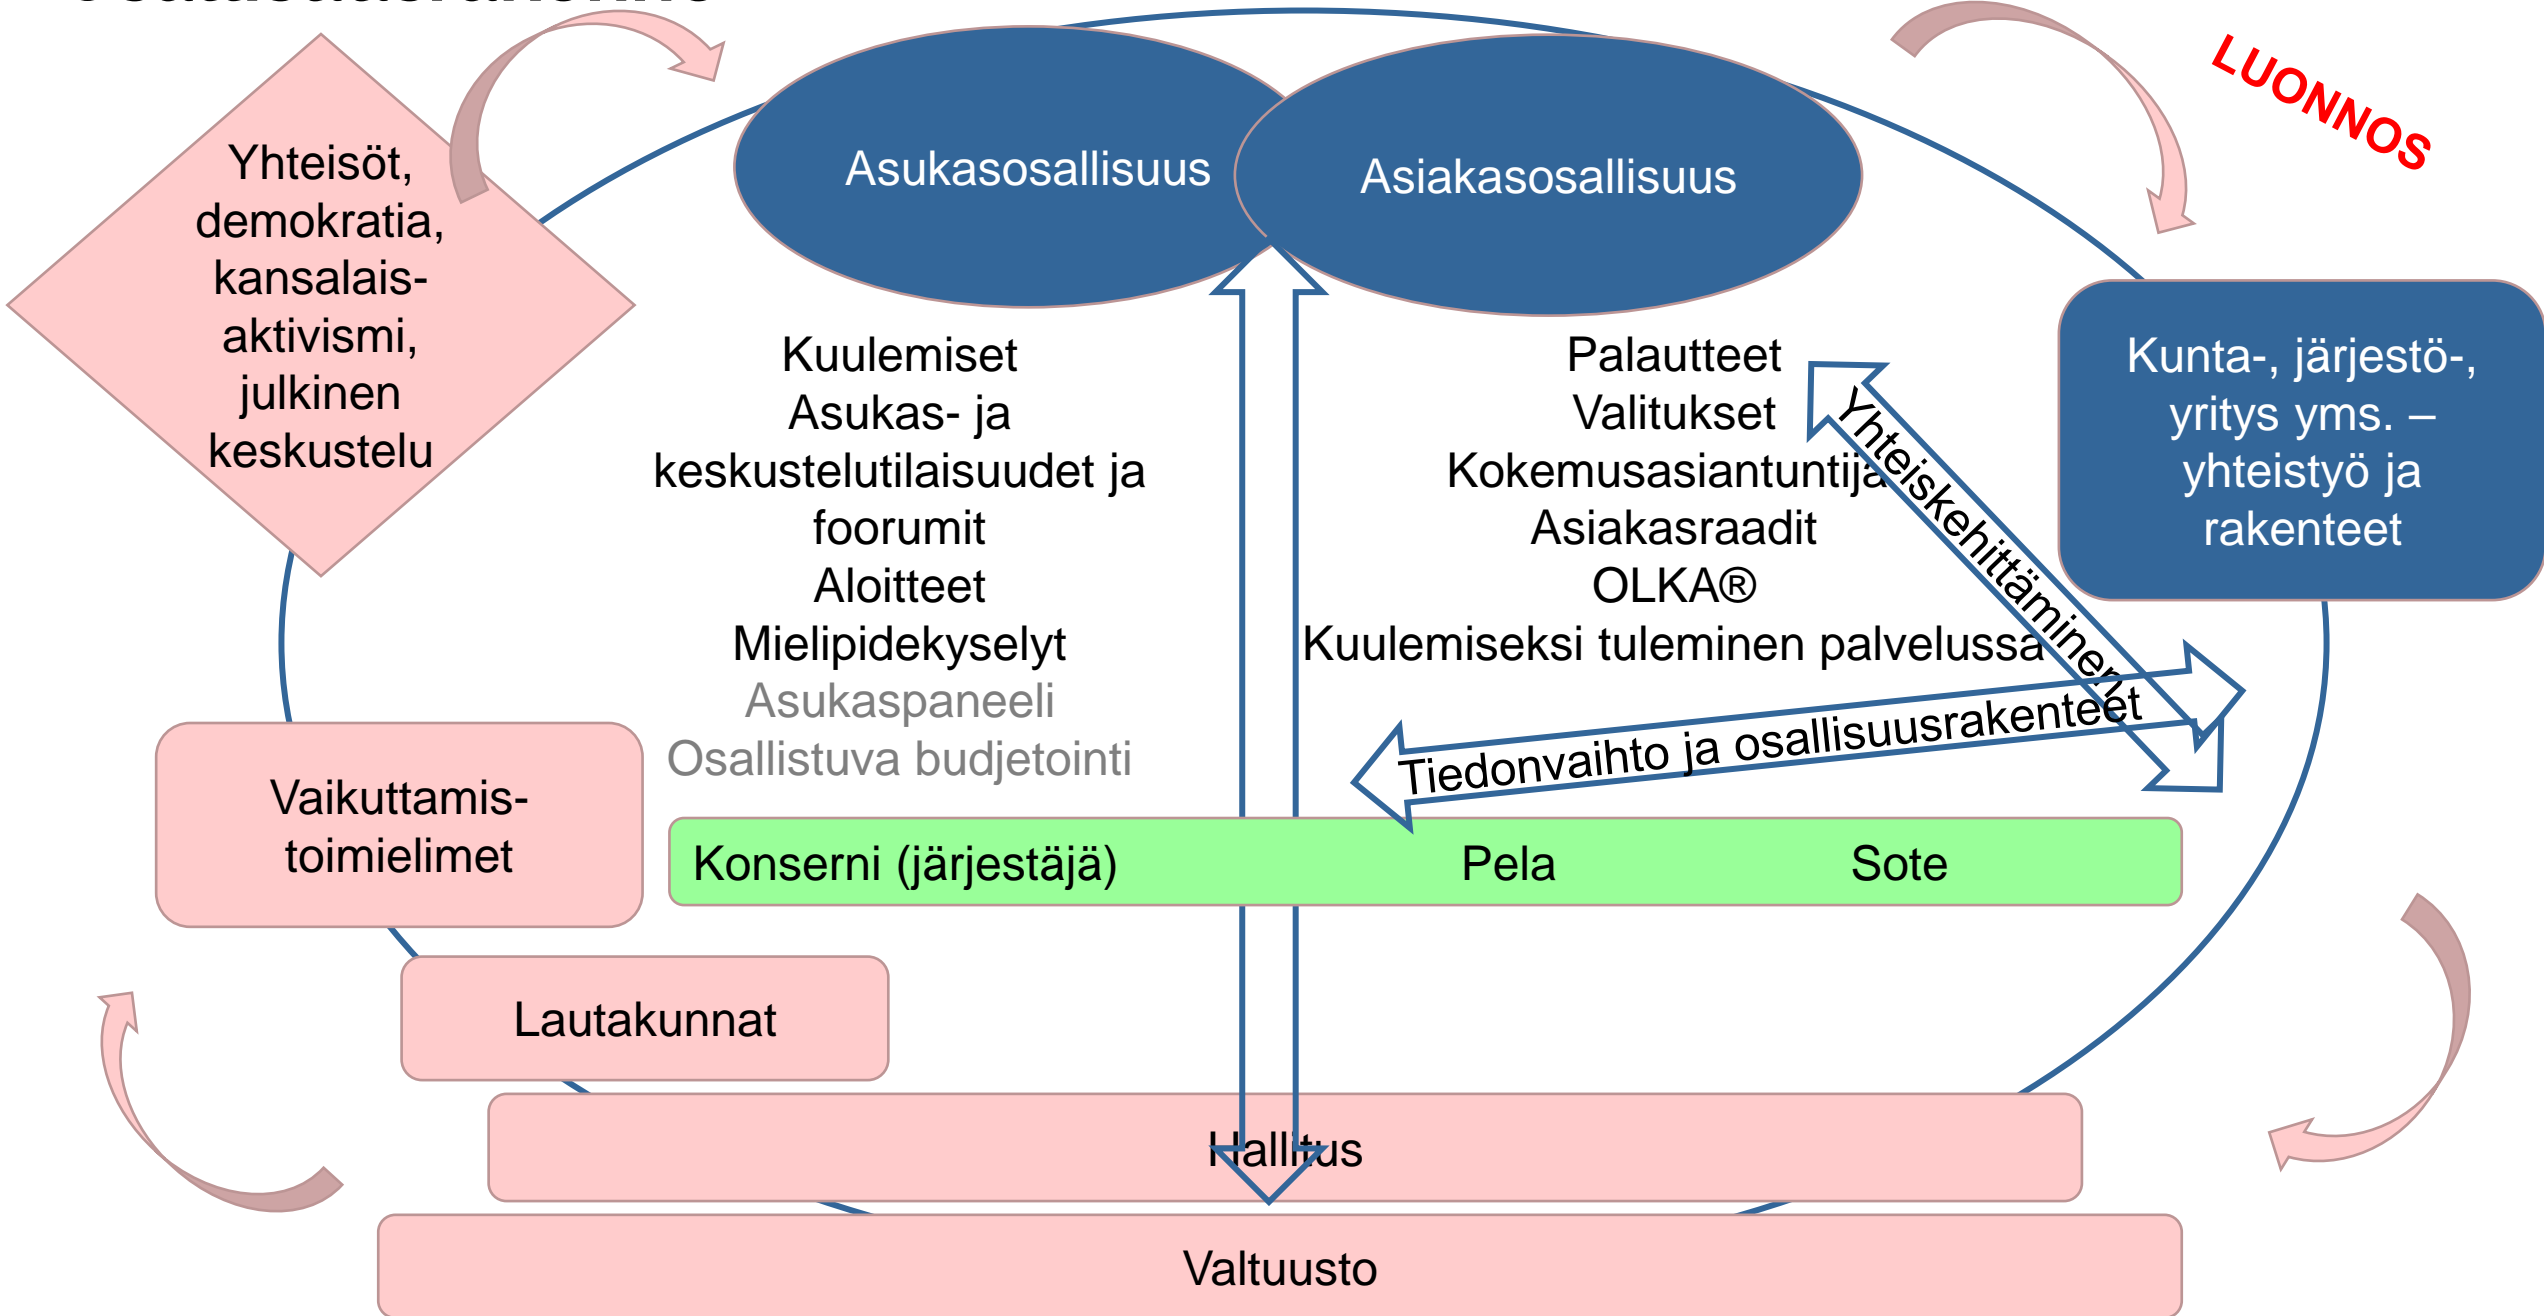 LUONNOS
Yhteisöt,
demokratia,
kansalais-
aktivismi,
julkinen
keskustelu
Asukasosallisuus
Asiakasosallisuus
Kunta-, järjestö-,
yritys yms. –
yhteistyö ja
rakenteet
Kuulemiset
Asukas- ja
keskustelutilaisuudet ja
foorumit
Aloitteet
Mielipidekyselyt
Asukaspaneeli
Osallistuva budjetointi
Palautteet
Valitukset
Kokemusasiantuntija
Asiakasraadit
OLKA®
Kuulemiseksi tuleminen palvelussa
Yhteiskehittäminen
Tiedonvaihto ja osallisuusrakenteet
Vaikuttamis-
toimielimet
Konserni (järjestäjä) Pela Sote
Lautakunnat
Hallitus
Valtuusto